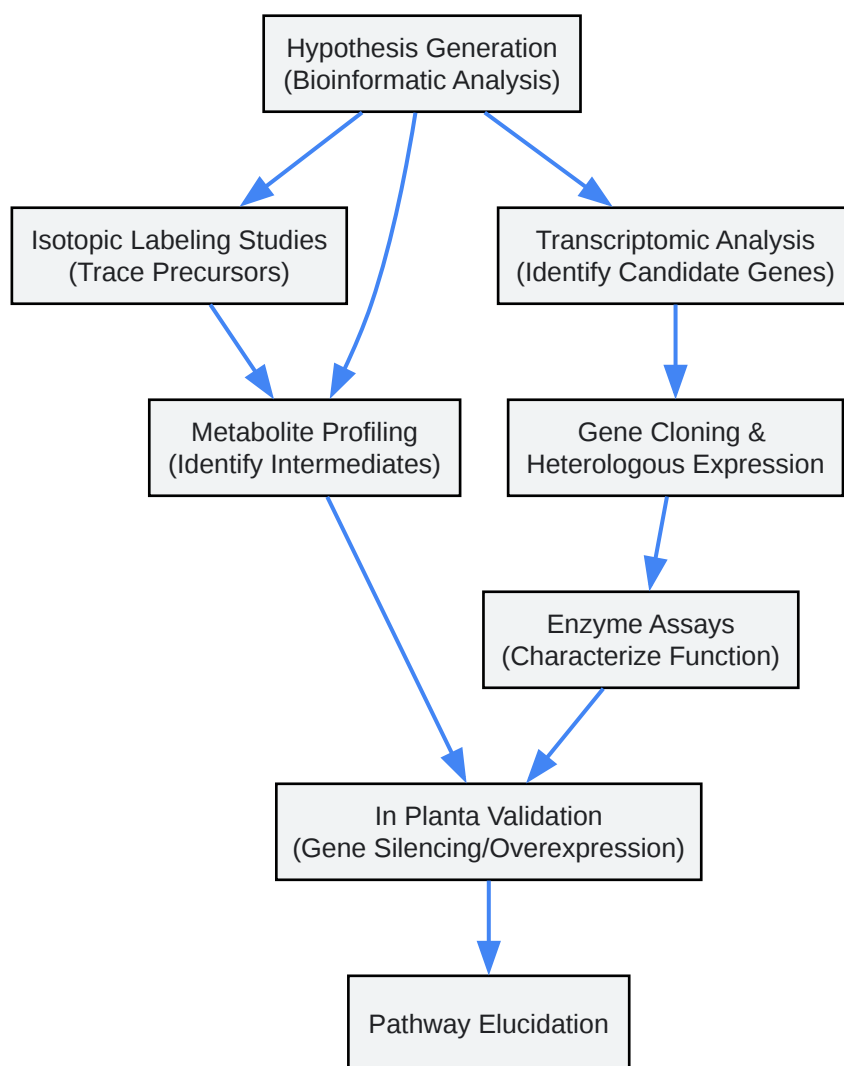 Hypothesis Generation
(Bioinformatic Analysis)
Isotopic Labeling Studies
(Trace Precursors)
Transcriptomic Analysis
(Identify Candidate Genes)
Metabolite Profiling
(Identify Intermediates)
Gene Cloning &
Heterologous Expression
Enzyme Assays
(Characterize Function)
In Planta Validation
(Gene Silencing/Overexpression)
Pathway Elucidation